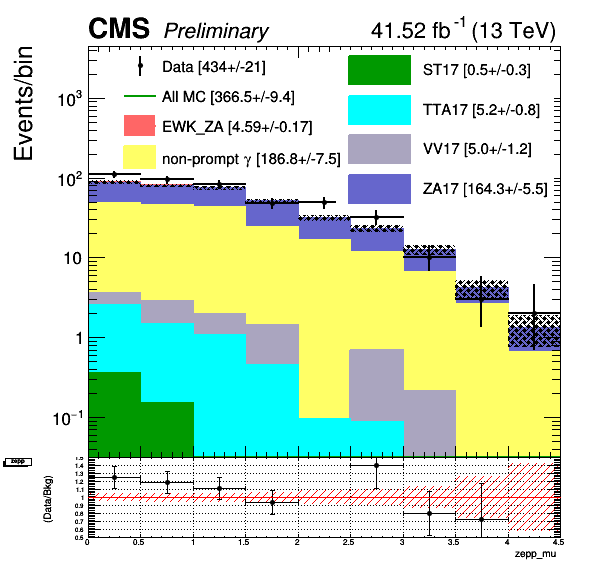 CMS Preliminary 41.52 fb⁻¹ (13 TeV)
Events/bin
Data [434+/-21]
All MC [366.5+/-9.4]
EWK_ZA [4.59+/-0.17]
non-prompt γ [186.8+/-7.5]
ST17 [0.5+/-0.3]
TTA17 [5.2+/-0.8]
VV17 [5.0+/-1.2]
ZA17 [164.3+/-5.5]
10³
10²
10
1
10⁻¹
zepp
(Data/Bkg)
1.5
1.4
1.3
1.2
1.1
1
0.9
0.8
0.7
0.6
0.5
0 0.5 1 1.5 2 2.5 3 3.5 4 4.5
zepp_mu